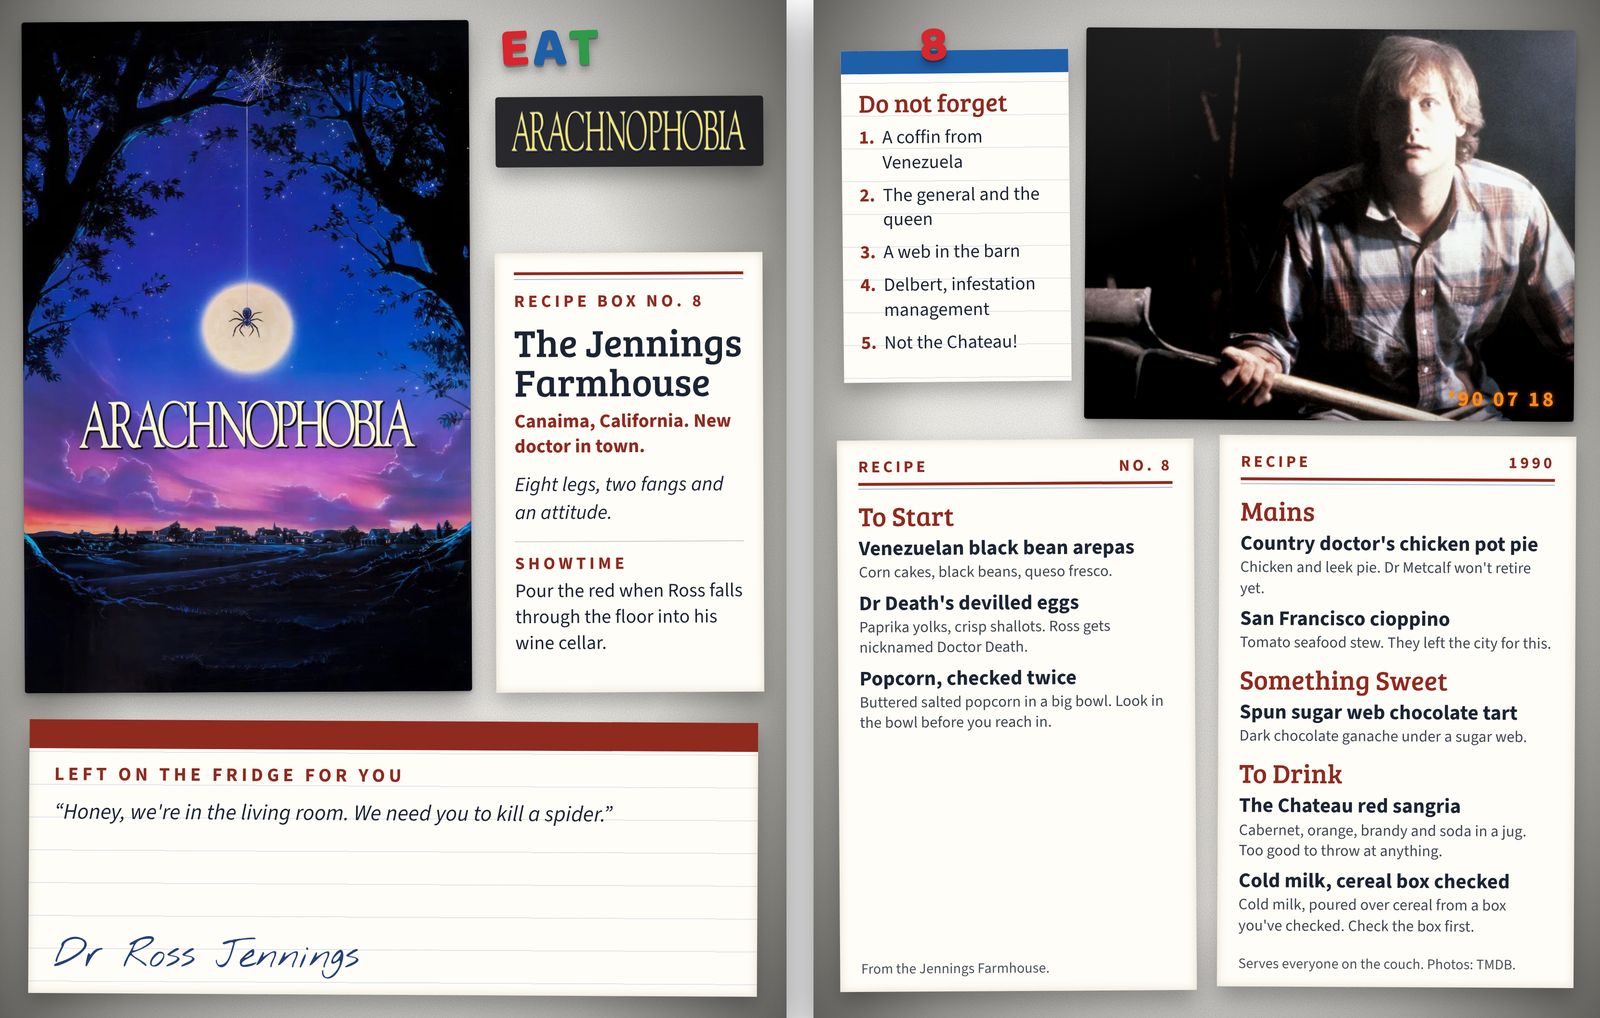 EAT
ARACHNOPHOBIA
ARACHNOPHOBIA
RECIPE BOX NO. 8
The Jennings
Farmhouse
Canaima, California. New
doctor in town.
Eight legs, two fangs and
an attitude.
SHOWTIME
Pour the red when Ross falls
through the floor into his
wine cellar.
LEFT ON THE FRIDGE FOR YOU
“Honey, we're in the living room. We need you to kill a spider.”
Dr Ross Jennings
8
Do not forget
1. A coffin from
Venezuela
2. The general and the
queen
3. A web in the barn
4. Delbert, infestation
management
5. Not the Chateau!
'90 07 18
RECIPE NO. 8
To Start
Venezuelan black bean arepas
Corn cakes, black beans, queso fresco.
Dr Death's devilled eggs
Paprika yolks, crisp shallots. Ross gets
nicknamed Doctor Death.
Popcorn, checked twice
Buttered salted popcorn in a big bowl. Look in
the bowl before you reach in.
From the Jennings Farmhouse.
RECIPE 1990
Mains
Country doctor's chicken pot pie
Chicken and leek pie. Dr Metcalf won't retire
yet.
San Francisco cioppino
Tomato seafood stew. They left the city for this.
Something Sweet
Spun sugar web chocolate tart
Dark chocolate ganache under a sugar web.
To Drink
The Chateau red sangria
Cabernet, orange, brandy and soda in a jug.
Too good to throw at anything.
Cold milk, cereal box checked
Cold milk, poured over cereal from a box
you've checked. Check the box first.
Serves everyone on the couch. Photos: TMDB.